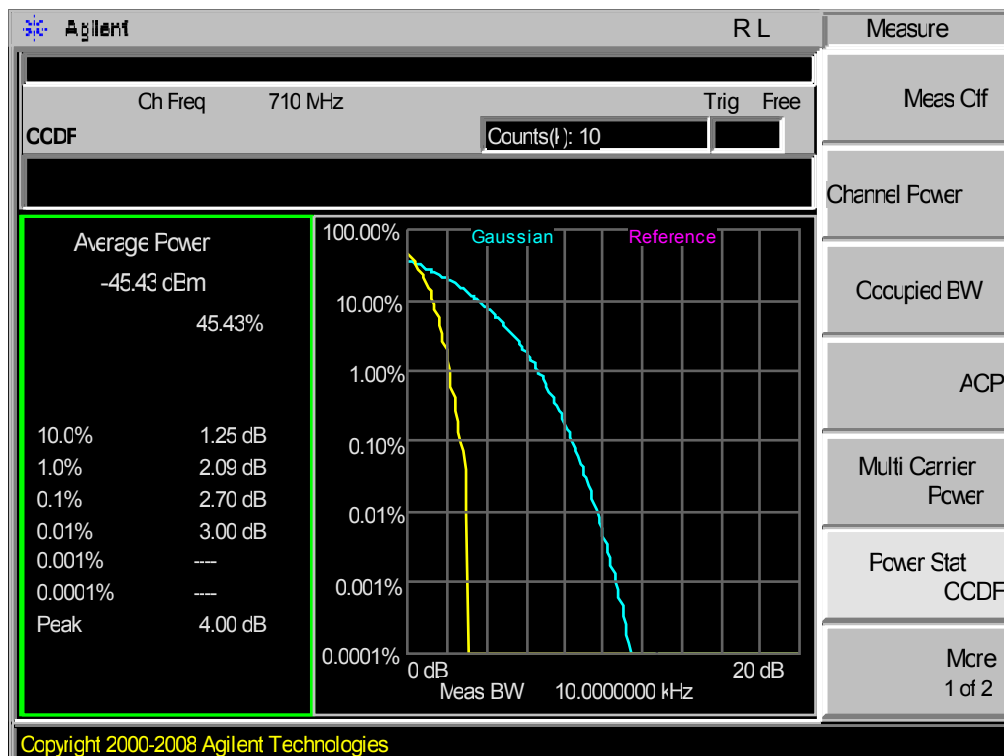 Agilent R L Measure
Ch Freq 710 MHz Trig Free
CCDF Counts(k): 10
Meas Off
Channel Power
Occupied BW
ACP
Multi Carrier
Power
Power Stat
CCDF
More
1 of 2
Average Power
-45.43 dBm
45.43%
10.0% 1.25 dB
1.0% 2.09 dB
0.1% 2.70 dB
0.01% 3.00 dB
0.001% ----
0.0001% ----
Peak 4.00 dB
Gaussian Reference
100.00%
10.00%
1.00%
0.10%
0.01%
0.001%
0.0001%
0 dB 20 dB
Meas BW 10.0000000 kHz
Copyright 2000-2008 Agilent Technologies